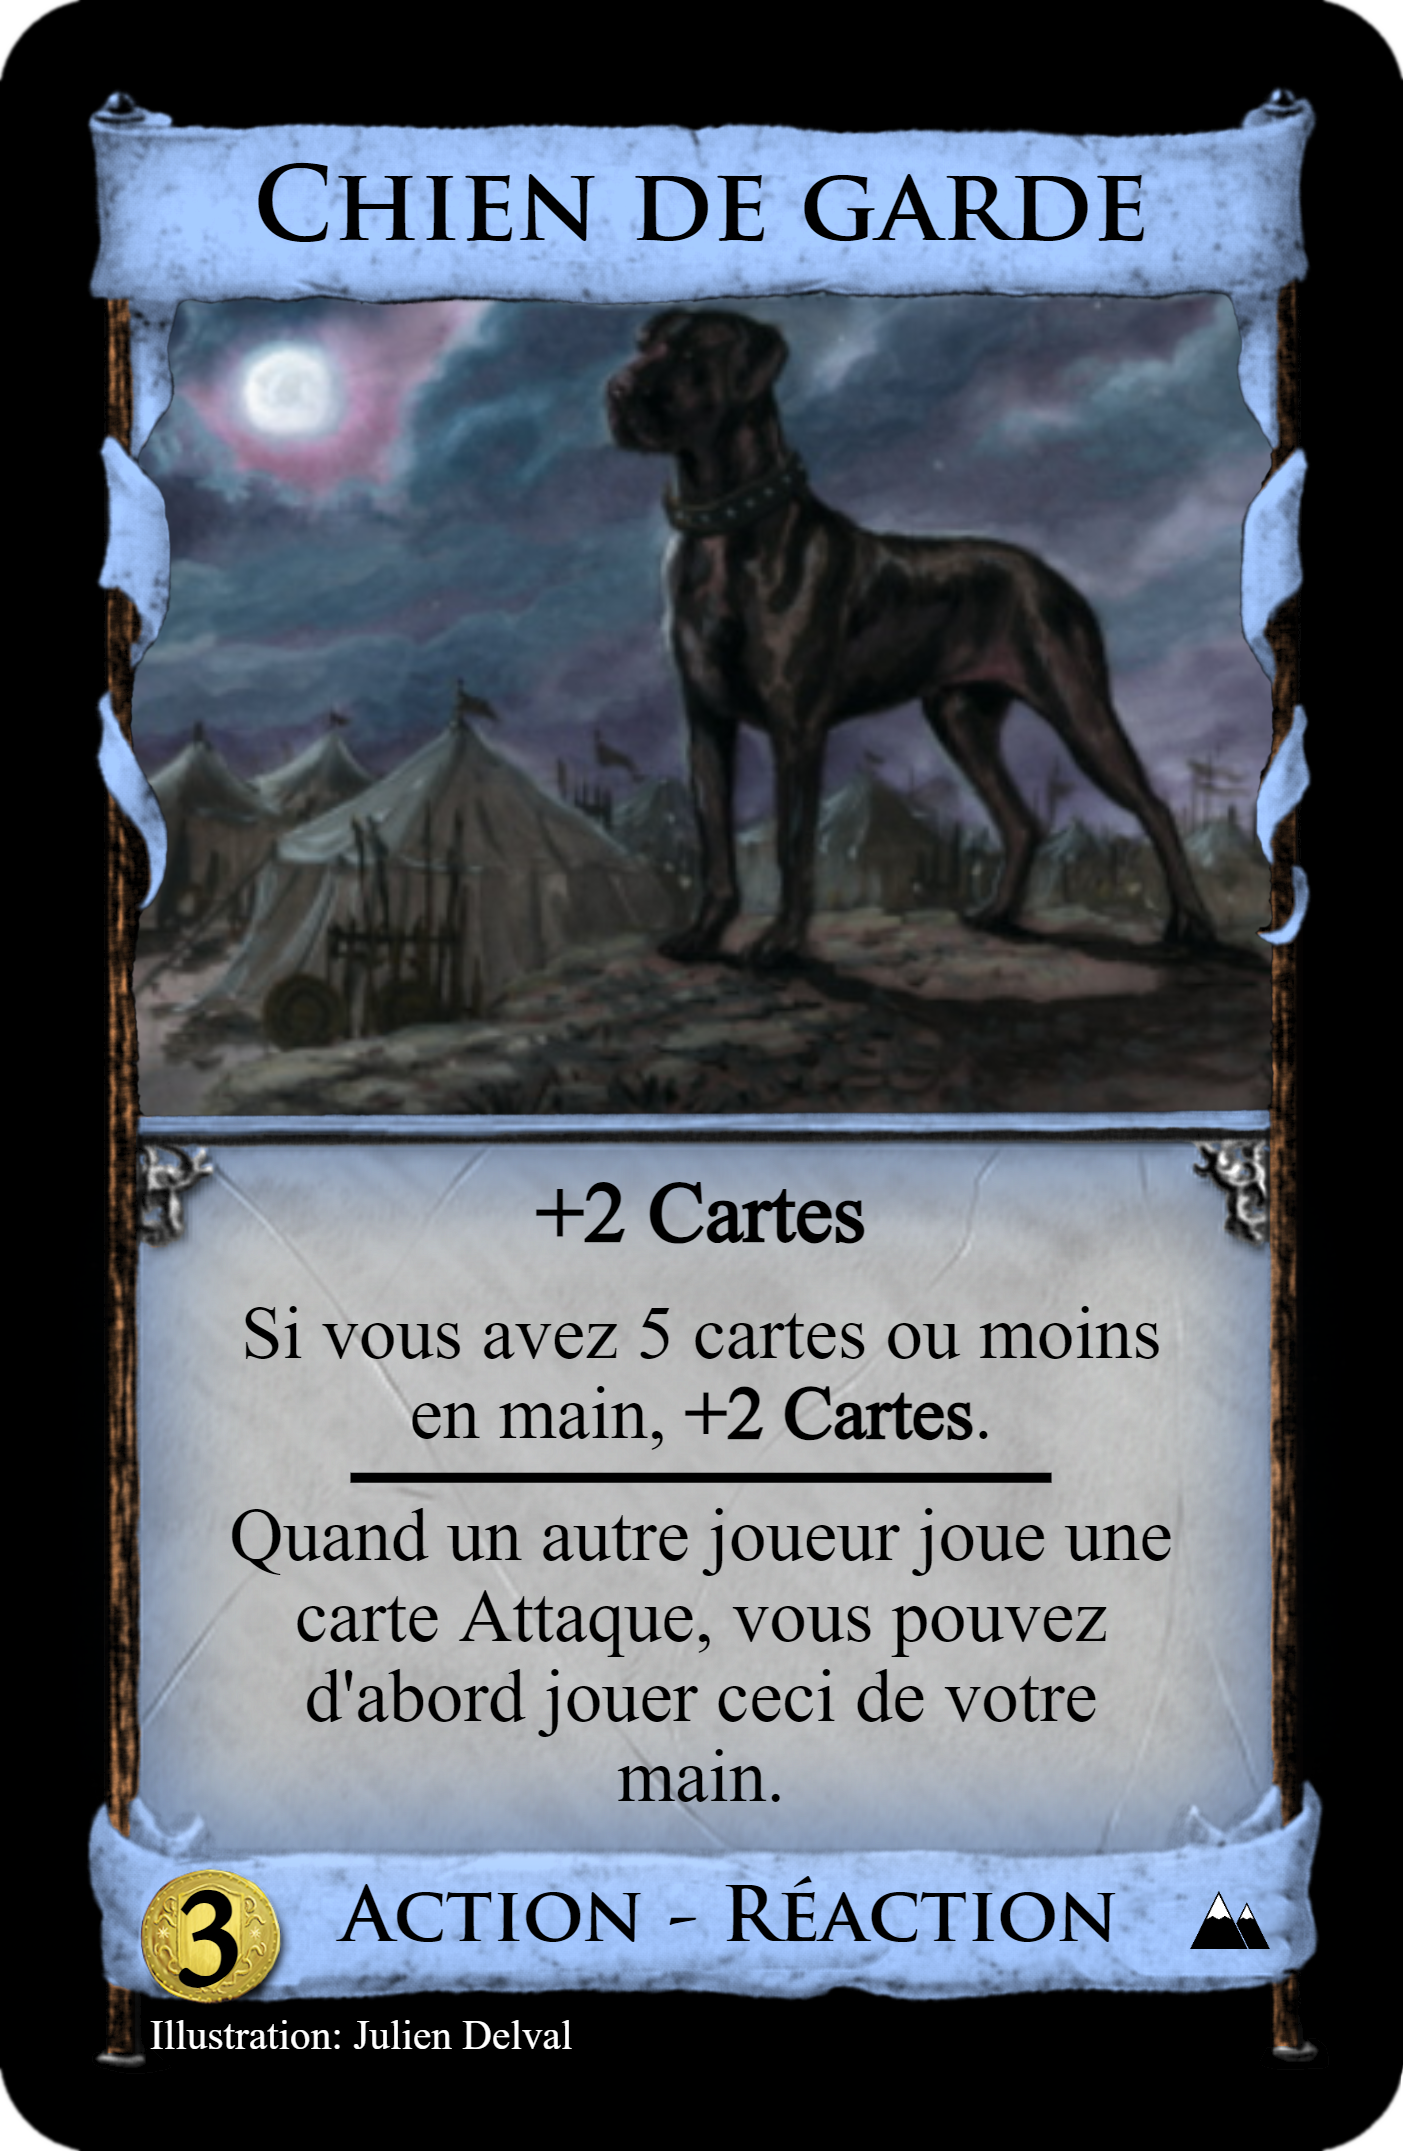 Chien de garde
+2 Cartes
Si vous avez 5 cartes ou moins
en main, +2 Cartes.
Quand un autre joueur joue une
carte Attaque, vous pouvez
d'abord jouer ceci de votre
main.
3 Action - Réaction
Illustration: Julien Delval